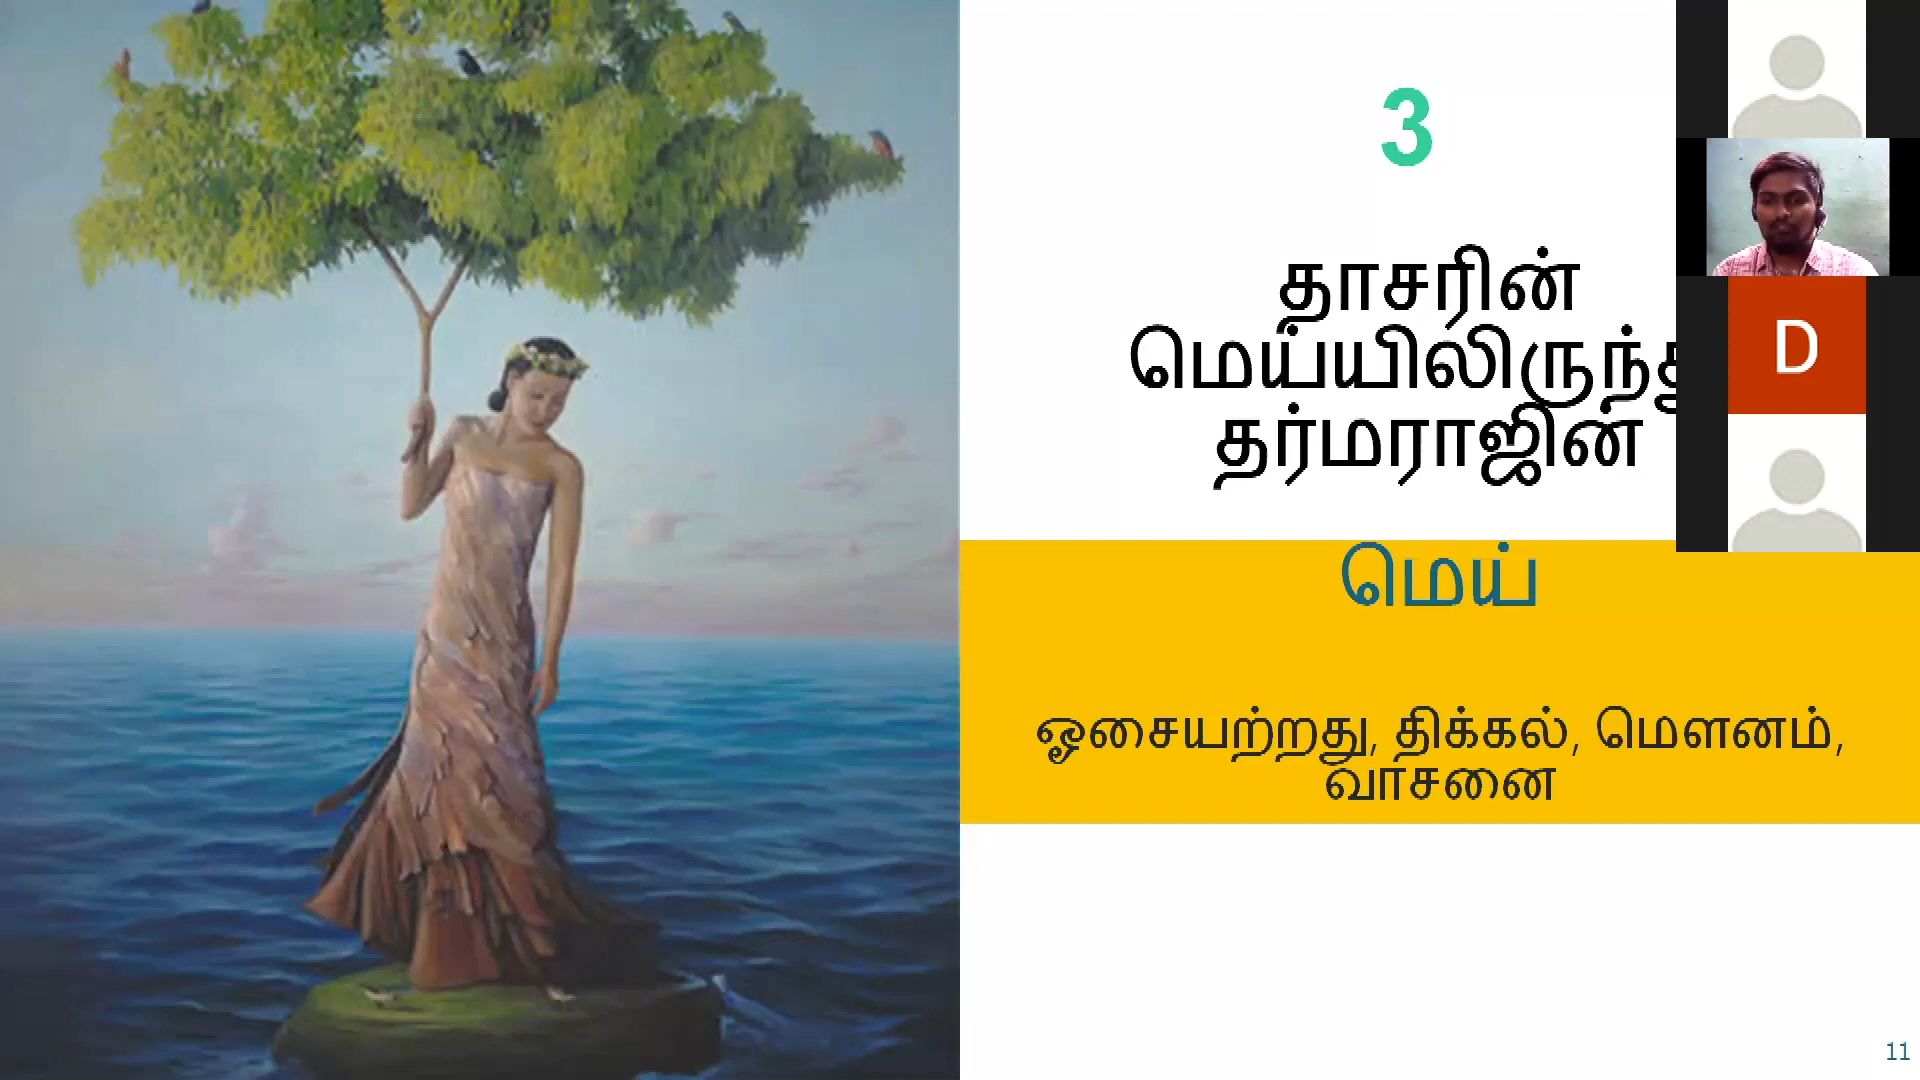 3
தாசரின்
மெய்யிலிருந்து
தர்மராஜின்
D
மெய்
ஓசையற்றது, திக்கல், மௌனம்,
வாசனை
11